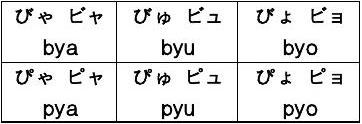 びゃ ビャ びゅ ビュ びょ ビョ
bya byu byo
ぴゃ ピャ ぴゅ ピュ ぴょ ピョ
pya pyu pyo